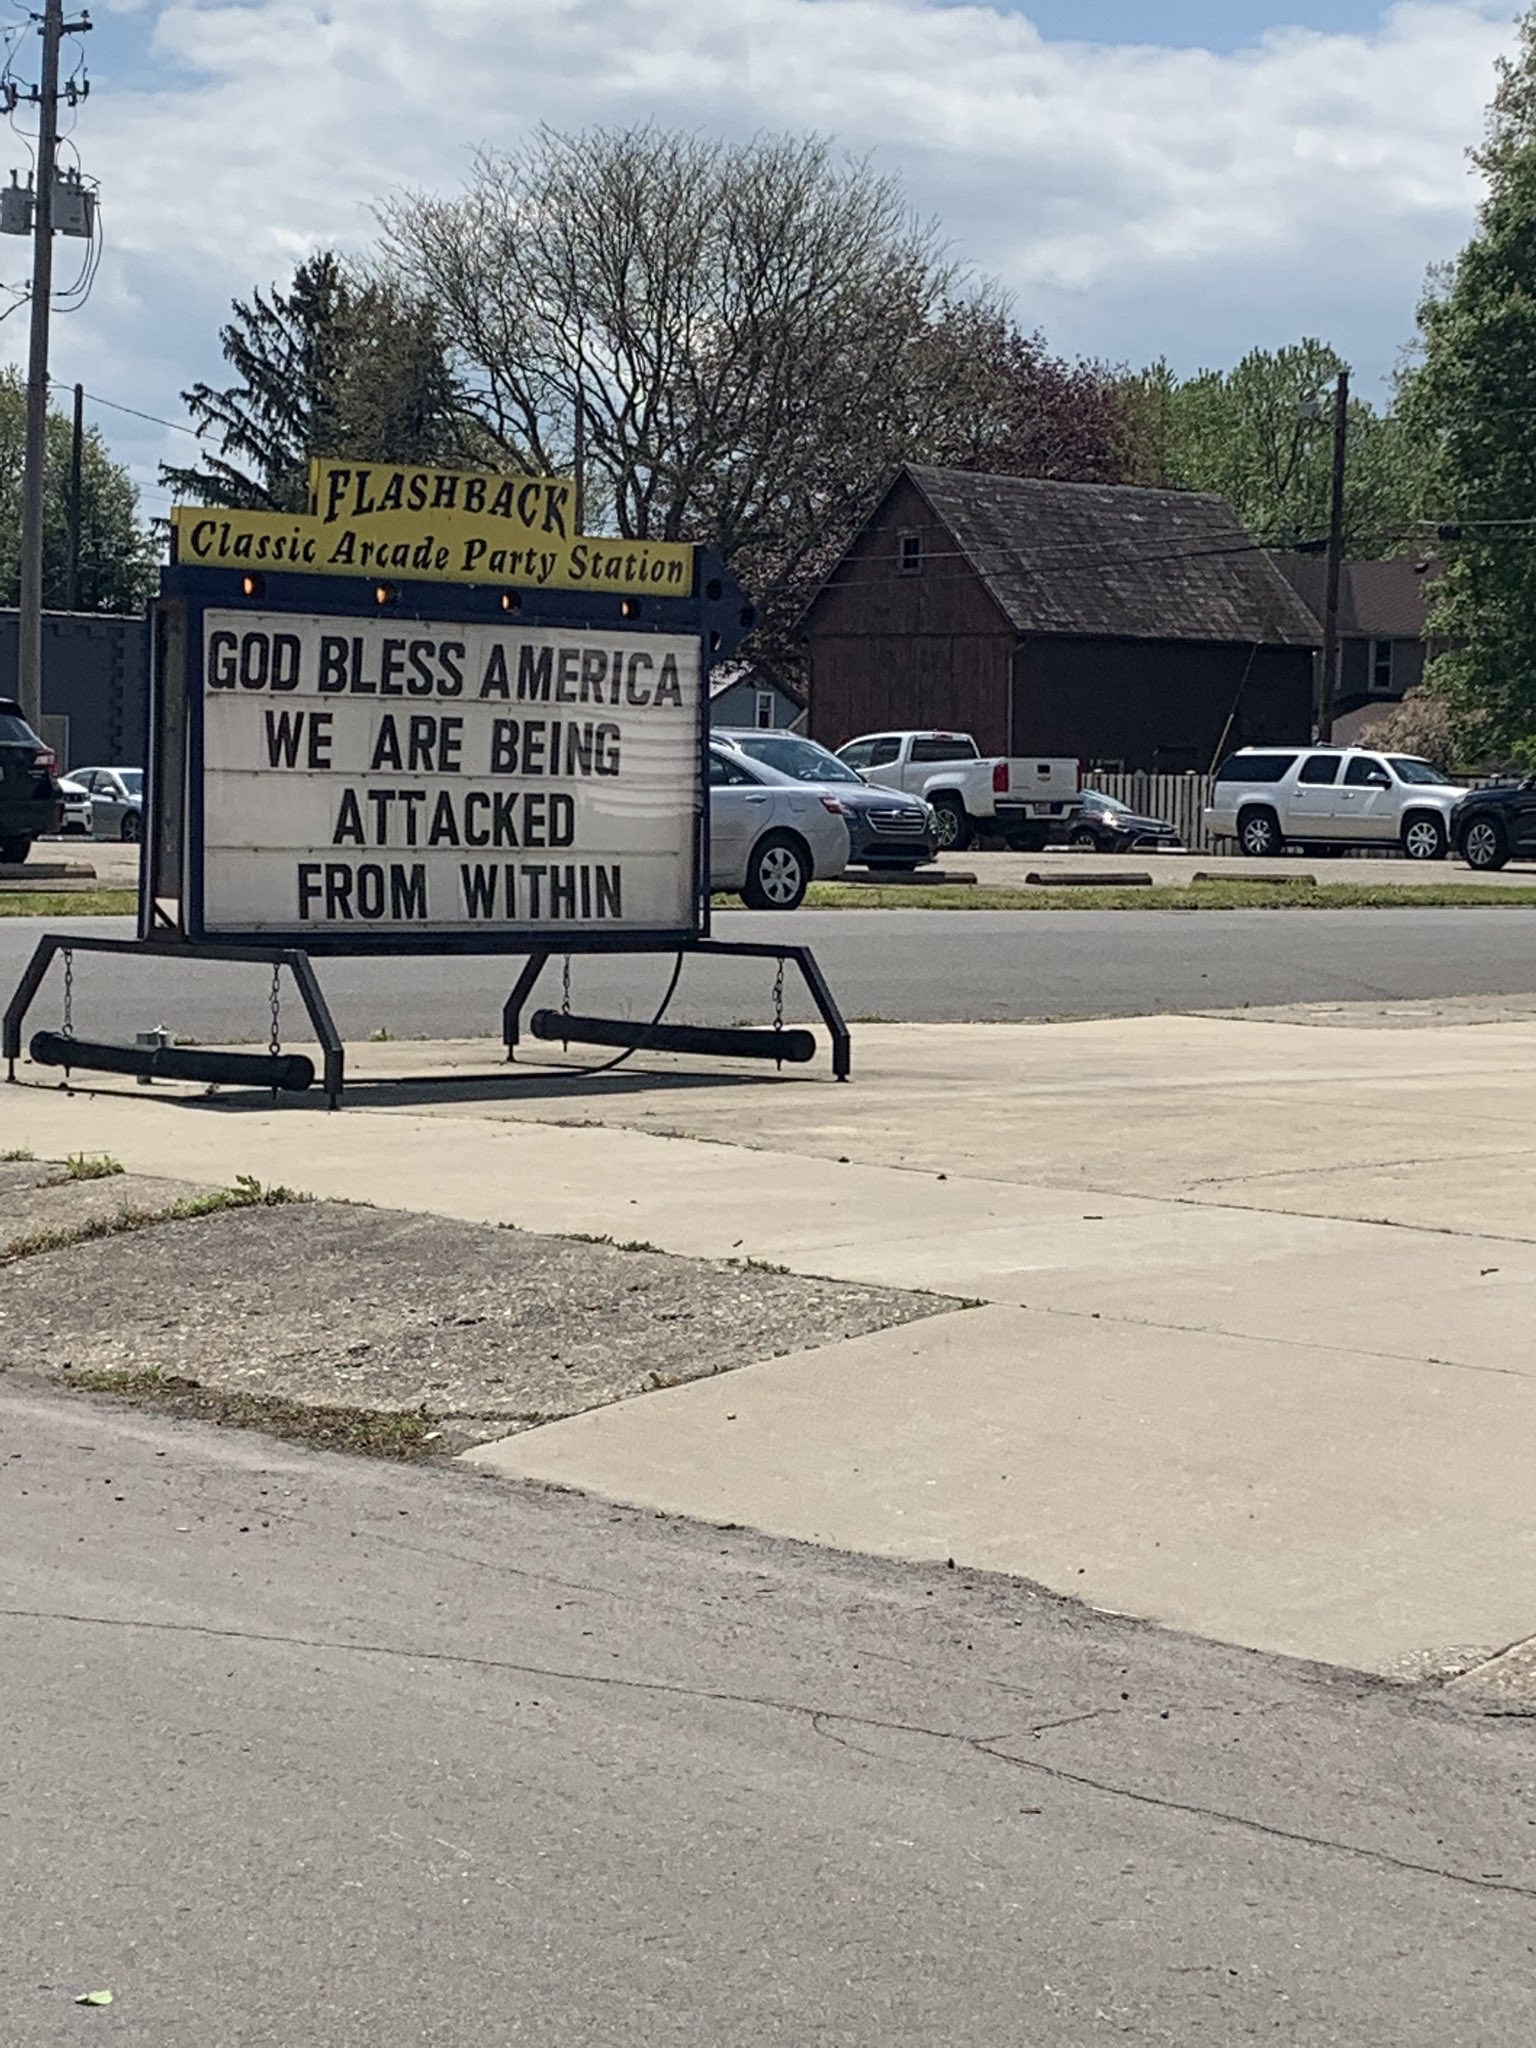 FLASHBACK
Classic Arcade Party Station
GOD BLESS AMERICA
WE ARE BEING
ATTACKED
FROM WITHIN